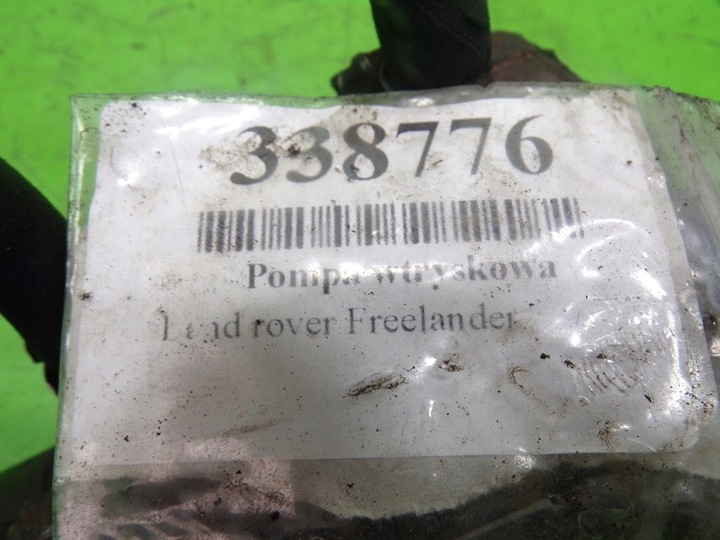 338776
Pompa wtryskowa
Land rover Freelander